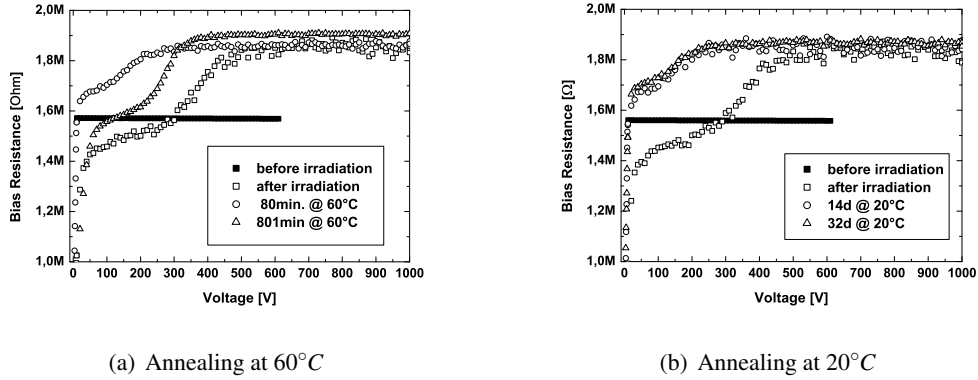 2,0M
1,8M
1,6M
1,4M
1,2M
1,0M
Bias Resistance [Ohm]
before irradiation
after irradiation
80min. @ 60°C
801min @ 60°C
0 100 200 300 400 500 600 700 800 900 1000
Voltage [V]
(a) Annealing at 60°C
2,0M
1,8M
1,6M
1,4M
1,2M
1,0M
Bias Resistance [Ω]
before irradiation
after irradiation
14d @ 20°C
32d @ 20°C
0 100 200 300 400 500 600 700 800 900 1000
Voltage [V]
(b) Annealing at 20°C